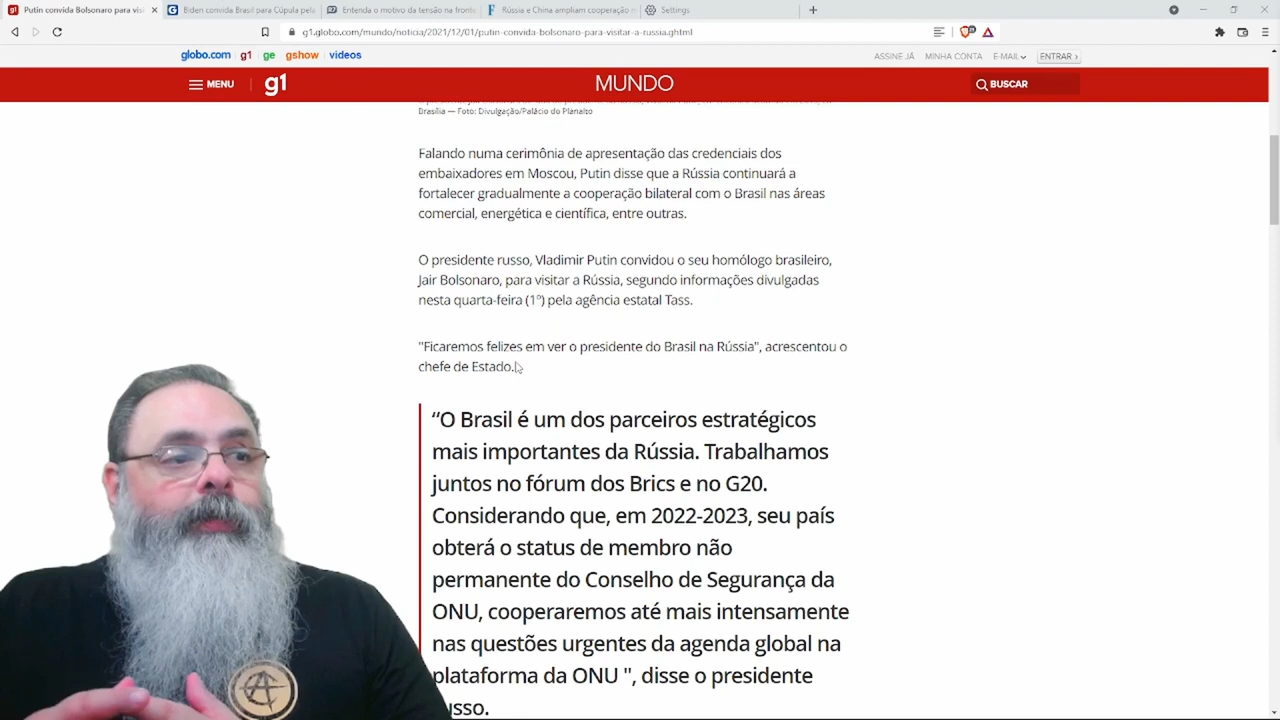 Putin convida Bolsonaro para vis
Biden convida Brasil para Cúpula pela
Entenda o motivo da tensão na fronte
Rússia e China ampliam cooperação
Settings
g1.globo.com/mundo/noticia/2021/12/01/putin-convida-bolsonaro-para-visitar-a-russia.ghtml
globo.com g1 ge gshow videos
ASSINE JÁ MINHA CONTA E-MAIL ENTRAR ›
MENU g1 MUNDO BUSCAR
Brasília — Foto: Divulgação/Palácio do Planalto
Falando numa cerimônia de apresentação das credenciais dos
embaixadores em Moscou, Putin disse que a Rússia continuará a
fortalecer gradualmente a cooperação bilateral com o Brasil nas áreas
comercial, energética e científica, entre outras.
O presidente russo, Vladimir Putin convidou o seu homólogo brasileiro,
Jair Bolsonaro, para visitar a Rússia, segundo informações divulgadas
nesta quarta-feira (1º) pela agência estatal Tass.
"Ficaremos felizes em ver o presidente do Brasil na Rússia", acrescentou o
chefe de Estado.
“O Brasil é um dos parceiros estratégicos
mais importantes da Rússia. Trabalhamos
juntos no fórum dos Brics e no G20.
Considerando que, em 2022-2023, seu país
obterá o status de membro não
permanente do Conselho de Segurança da
ONU, cooperaremos até mais intensamente
nas questões urgentes da agenda global na
plataforma da ONU ", disse o presidente
usso.